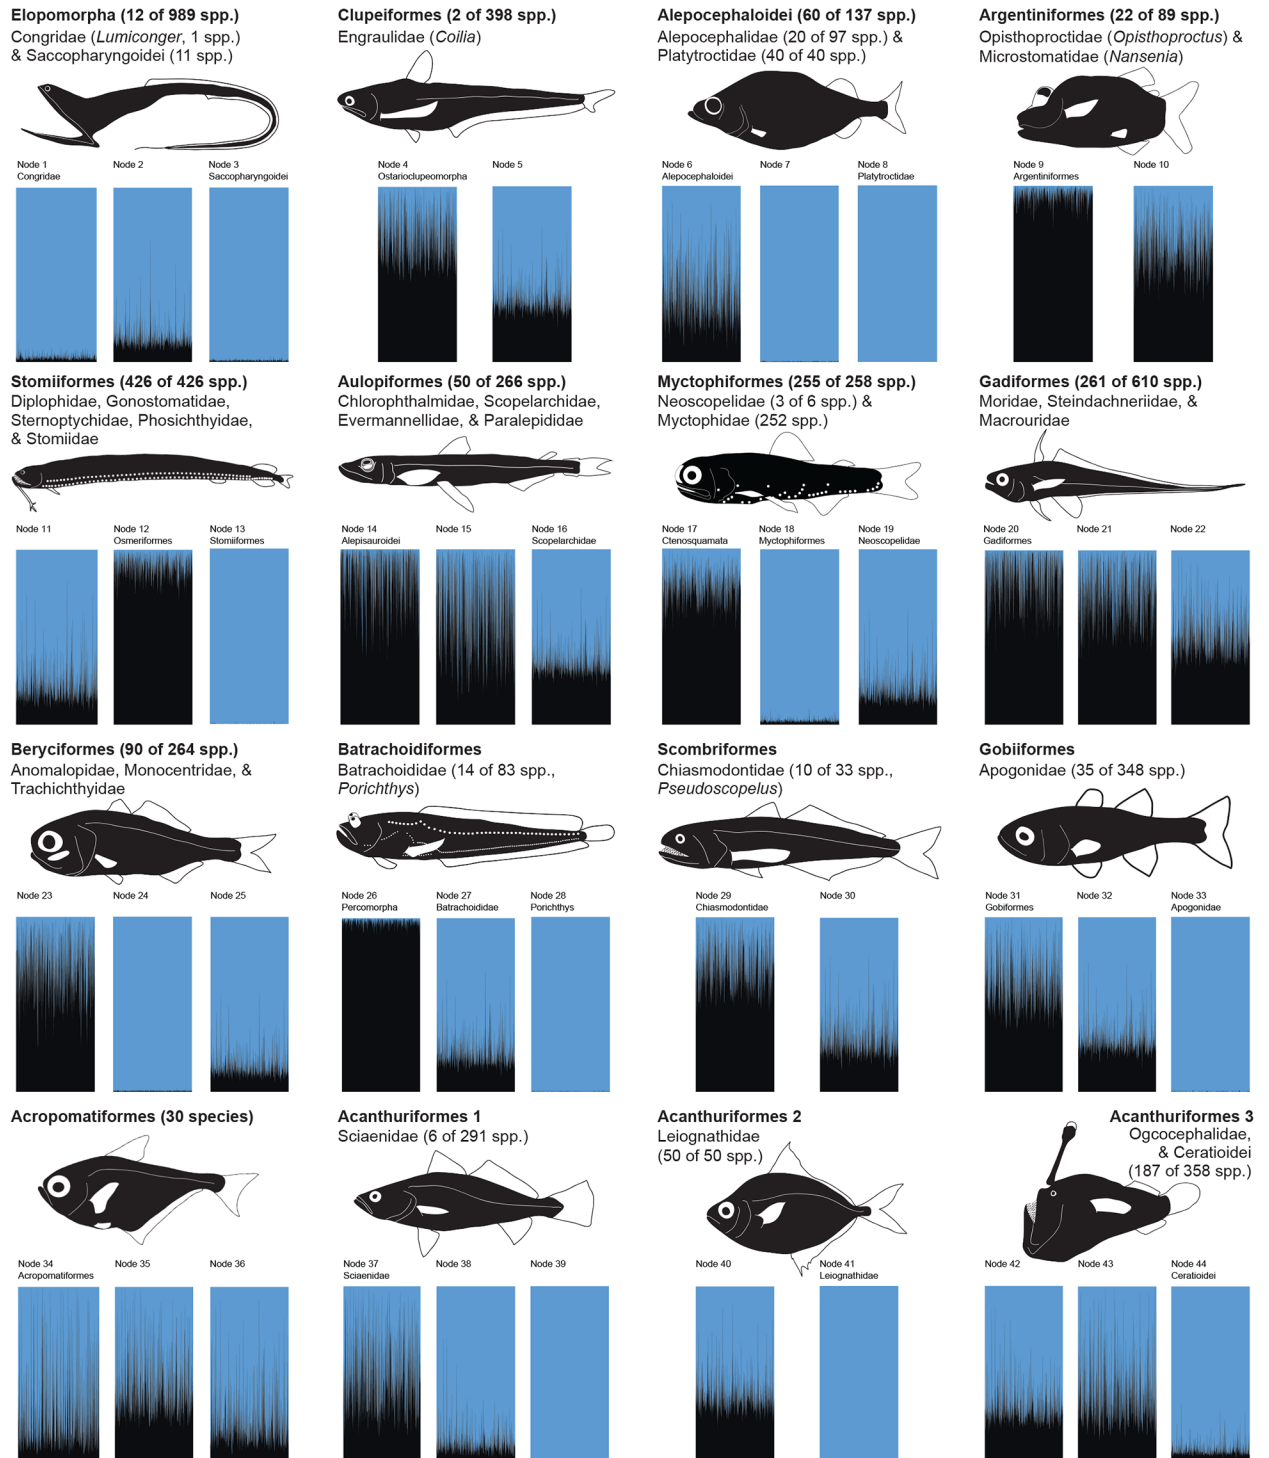 Elopomorpha (12 of 989 spp.)
Congridae (Lumiconger, 1 spp.)
& Saccopharyngoidei (11 spp.)
Node 1
Congridae
Node 2
Node 3
Saccopharyngoidei
Clupeiformes (2 of 398 spp.)
Engraulidae (Coilia)
Node 4
Ostarioclupeomorpha
Node 5
Alepocephaloidei (60 of 137 spp.)
Alepocephalidae (20 of 97 spp.) &
Platytroctidae (40 of 40 spp.)
Node 6
Alepocephaloidei
Node 7
Node 8
Platytroctidae
Argentiniformes (22 of 89 spp.)
Opisthoproctidae (Opisthoproctus) &
Microstomatidae (Nansenia)
Node 9
Argentiniformes
Node 10
Stomiiformes (426 of 426 spp.)
Diplophidae, Gonostomatidae,
Sternoptychidae, Phosichthyidae,
& Stomiidae
Node 11
Node 12
Osmeriformes
Node 13
Stomiiformes
Aulopiformes (50 of 266 spp.)
Chlorophthalmidae, Scopelarchidae,
Evermannellidae, & Paralepididae
Node 14
Alepisauroidei
Node 15
Node 16
Scopelarchidae
Myctophiformes (255 of 258 spp.)
Neoscopelidae (3 of 6 spp.) &
Myctophidae (252 spp.)
Node 17
Ctenosquamata
Node 18
Myctophiformes
Node 19
Neoscopelidae
Gadiformes (261 of 610 spp.)
Moridae, Steindachneriidae, &
Macrouridae
Node 20
Gadiformes
Node 21
Node 22
Beryciformes (90 of 264 spp.)
Anomalopidae, Monocentridae, &
Trachichthyidae
Node 23
Node 24
Node 25
Batrachoidiformes
Batrachoididae (14 of 83 spp.,
Porichthys)
Node 26
Percomorpha
Node 27
Batrachoididae
Node 28
Porichthys
Scombriformes
Chiasmodontidae (10 of 33 spp.,
Pseudoscopelus)
Node 29
Chiasmodontidae
Node 30
Gobiiformes
Apogonidae (35 of 348 spp.)
Node 31
Gobiformes
Node 32
Node 33
Apogonidae
Acropomatiformes (30 species)
Node 34
Acropomatiformes
Node 35
Node 36
Acanthuriformes 1
Sciaenidae (6 of 291 spp.)
Node 37
Sciaenidae
Node 38
Node 39
Acanthuriformes 2
Leiognathidae
(50 of 50 spp.)
Node 40
Node 41
Leiognathidae
Acanthuriformes 3
Ogcocephalidae,
& Ceratioidei
(187 of 358 spp.)
Node 42
Node 43
Node 44
Ceratioidei